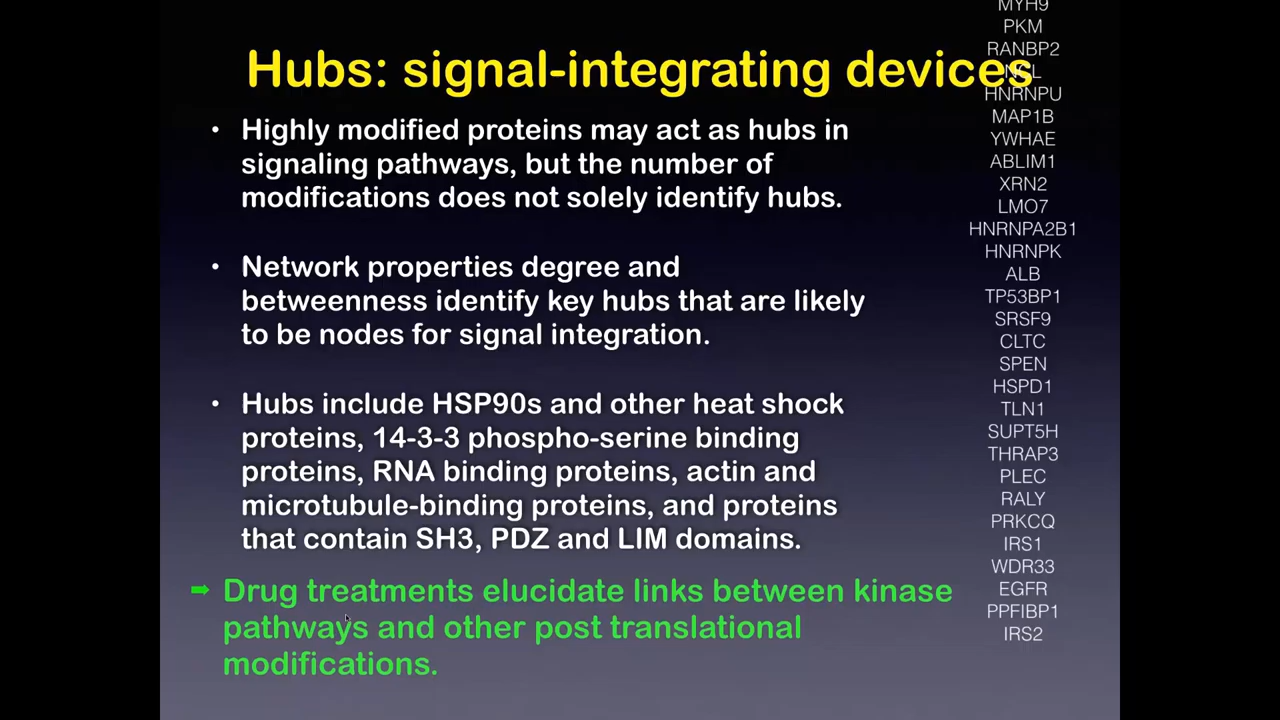 Hubs: signal-integrating devices
• Highly modified proteins may act as hubs in
signaling pathways, but the number of
modifications does not solely identify hubs.
• Network properties degree and
betweenness identify key hubs that are likely
to be nodes for signal integration.
• Hubs include HSP90s and other heat shock
proteins, 14-3-3 phospho-serine binding
proteins, RNA binding proteins, actin and
microtubule-binding proteins, and proteins
that contain SH3, PDZ and LIM domains.
➡ Drug treatments elucidate links between kinase
pathways and other post translational
modifications.
MYH9
PKM
RANBP2
NCL
HNRNPU
MAP1B
YWHAE
ABLIM1
XRN2
LMO7
HNRNPA2B1
HNRNPK
ALB
TP53BP1
SRSF9
CLTC
SPEN
HSPD1
TLN1
SUPT5H
THRAP3
PLEC
RALY
PRKCQ
IRS1
WDR33
EGFR
PPFIBP1
IRS2